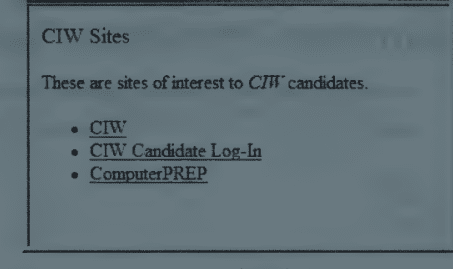 CIW Sites
These are sites of interest to CIW candidates.
• CIW
• CIW Candidate Log-In
• ComputerPREP